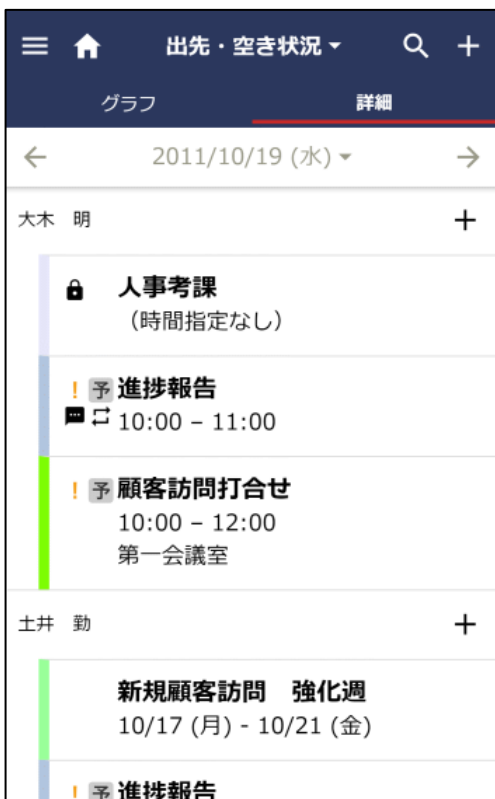 出先・空き状況
グラフ 詳細
2011/10/19 (水)
大木　明
人事考課
（時間指定なし）
! 予 進捗報告
10:00 – 11:00
! 予 顧客訪問打合せ
10:00 – 12:00
第一会議室
土井　勤
新規顧客訪問　強化週
10/17 (月) - 10/21 (金)
! 予 進捗報告